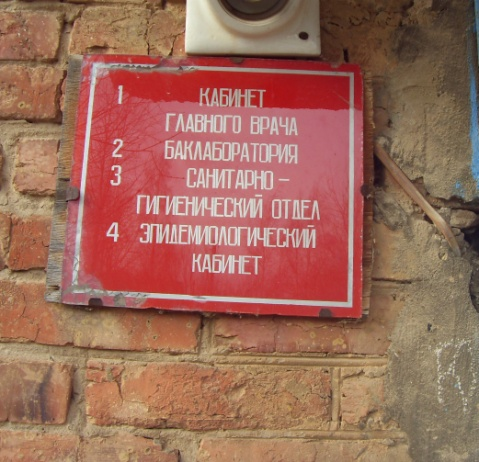 1 КАБИНЕТ
ГЛАВНОГО ВРАЧА
2 БАКЛАБОРАТОРИЯ
3 САНИТАРНО -
ГИГИЕНИЧЕСКИЙ ОТДЕЛ
4 ЭПИДЕМИОЛОГИЧЕСКИЙ
КАБИНЕТ